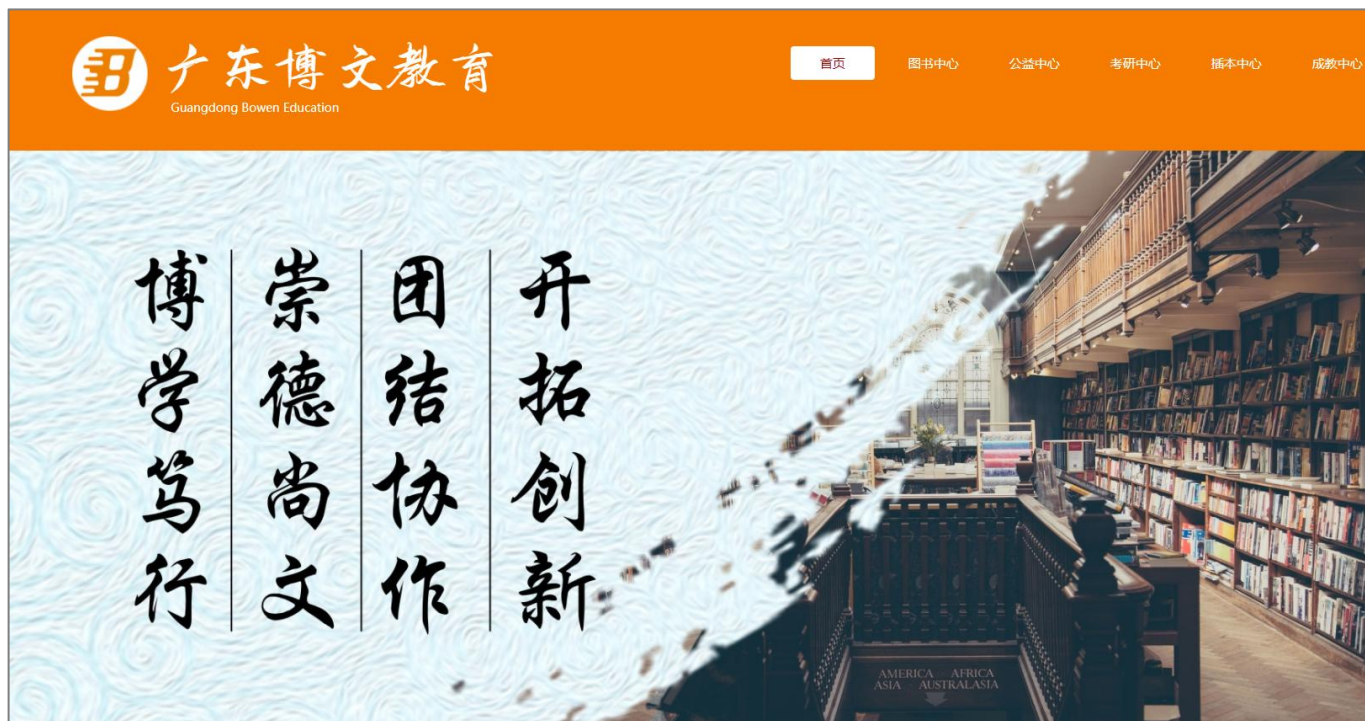 广东博文教育
Guangdong Bowen Education
首页
图书中心
公益中心
考研中心
插本中心
成教中心
博学笃行
崇德尚文
团结协作
开拓创新
AMERICA AFRICA
ASIA AUSTRALASIA